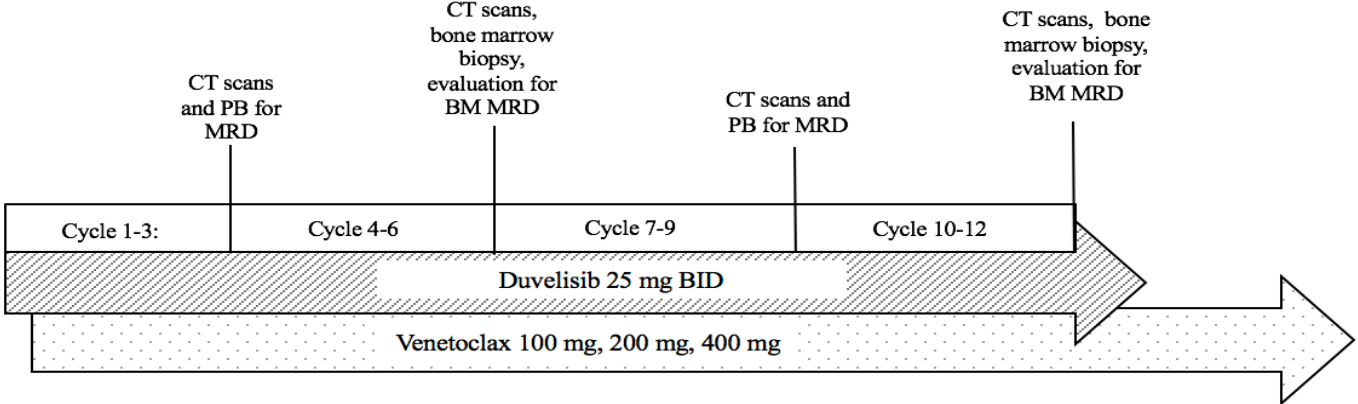 CT scans
and PB for
MRD
CT scans,
bone marrow
biopsy,
evaluation for
BM MRD
CT scans and
PB for MRD
CT scans, bone
marrow biopsy,
evaluation for
BM MRD
Cycle 1-3:
Cycle 4-6
Cycle 7-9
Cycle 10-12
Duvelisib 25 mg BID
Venetoclax 100 mg, 200 mg, 400 mg